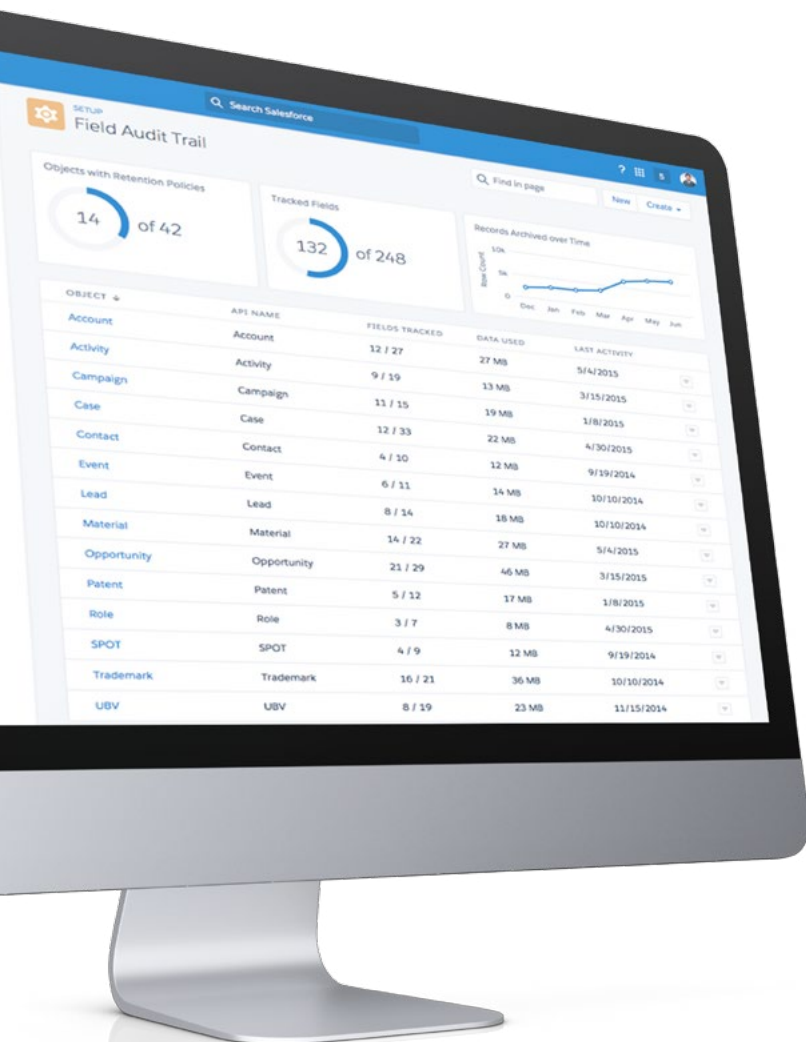 Search Salesforce
SETUP
Field Audit Trail
?
S
Find in page
New
Create
Objects with Retention Policies
14 of 42
Tracked Fields
132 of 248
Records Archived over Time
Row Count
10k
5k
0
Dec Jan Feb Mar Apr May Jun
OBJECT API NAME FIELDS TRACKED DATA USED LAST ACTIVITY
Account Account 12 / 27 27 MB 5/4/2015
Activity Activity 9 / 19 13 MB 3/15/2015
Campaign Campaign 11 / 15 19 MB 1/8/2015
Case Case 12 / 33 22 MB 4/30/2015
Contact Contact 4 / 10 12 MB 9/19/2014
Event Event 6 / 11 14 MB 10/10/2014
Lead Lead 8 / 14 18 MB 10/10/2014
Material Material 14 / 22 27 MB 5/4/2015
Opportunity Opportunity 21 / 29 46 MB 3/15/2015
Patent Patent 5 / 12 17 MB 1/8/2015
Role Role 3 / 7 8 MB 4/30/2015
SPOT SPOT 4 / 9 12 MB 9/19/2014
Trademark Trademark 16 / 21 36 MB 10/10/2014
UBV UBV 8 / 19 23 MB 11/15/2014